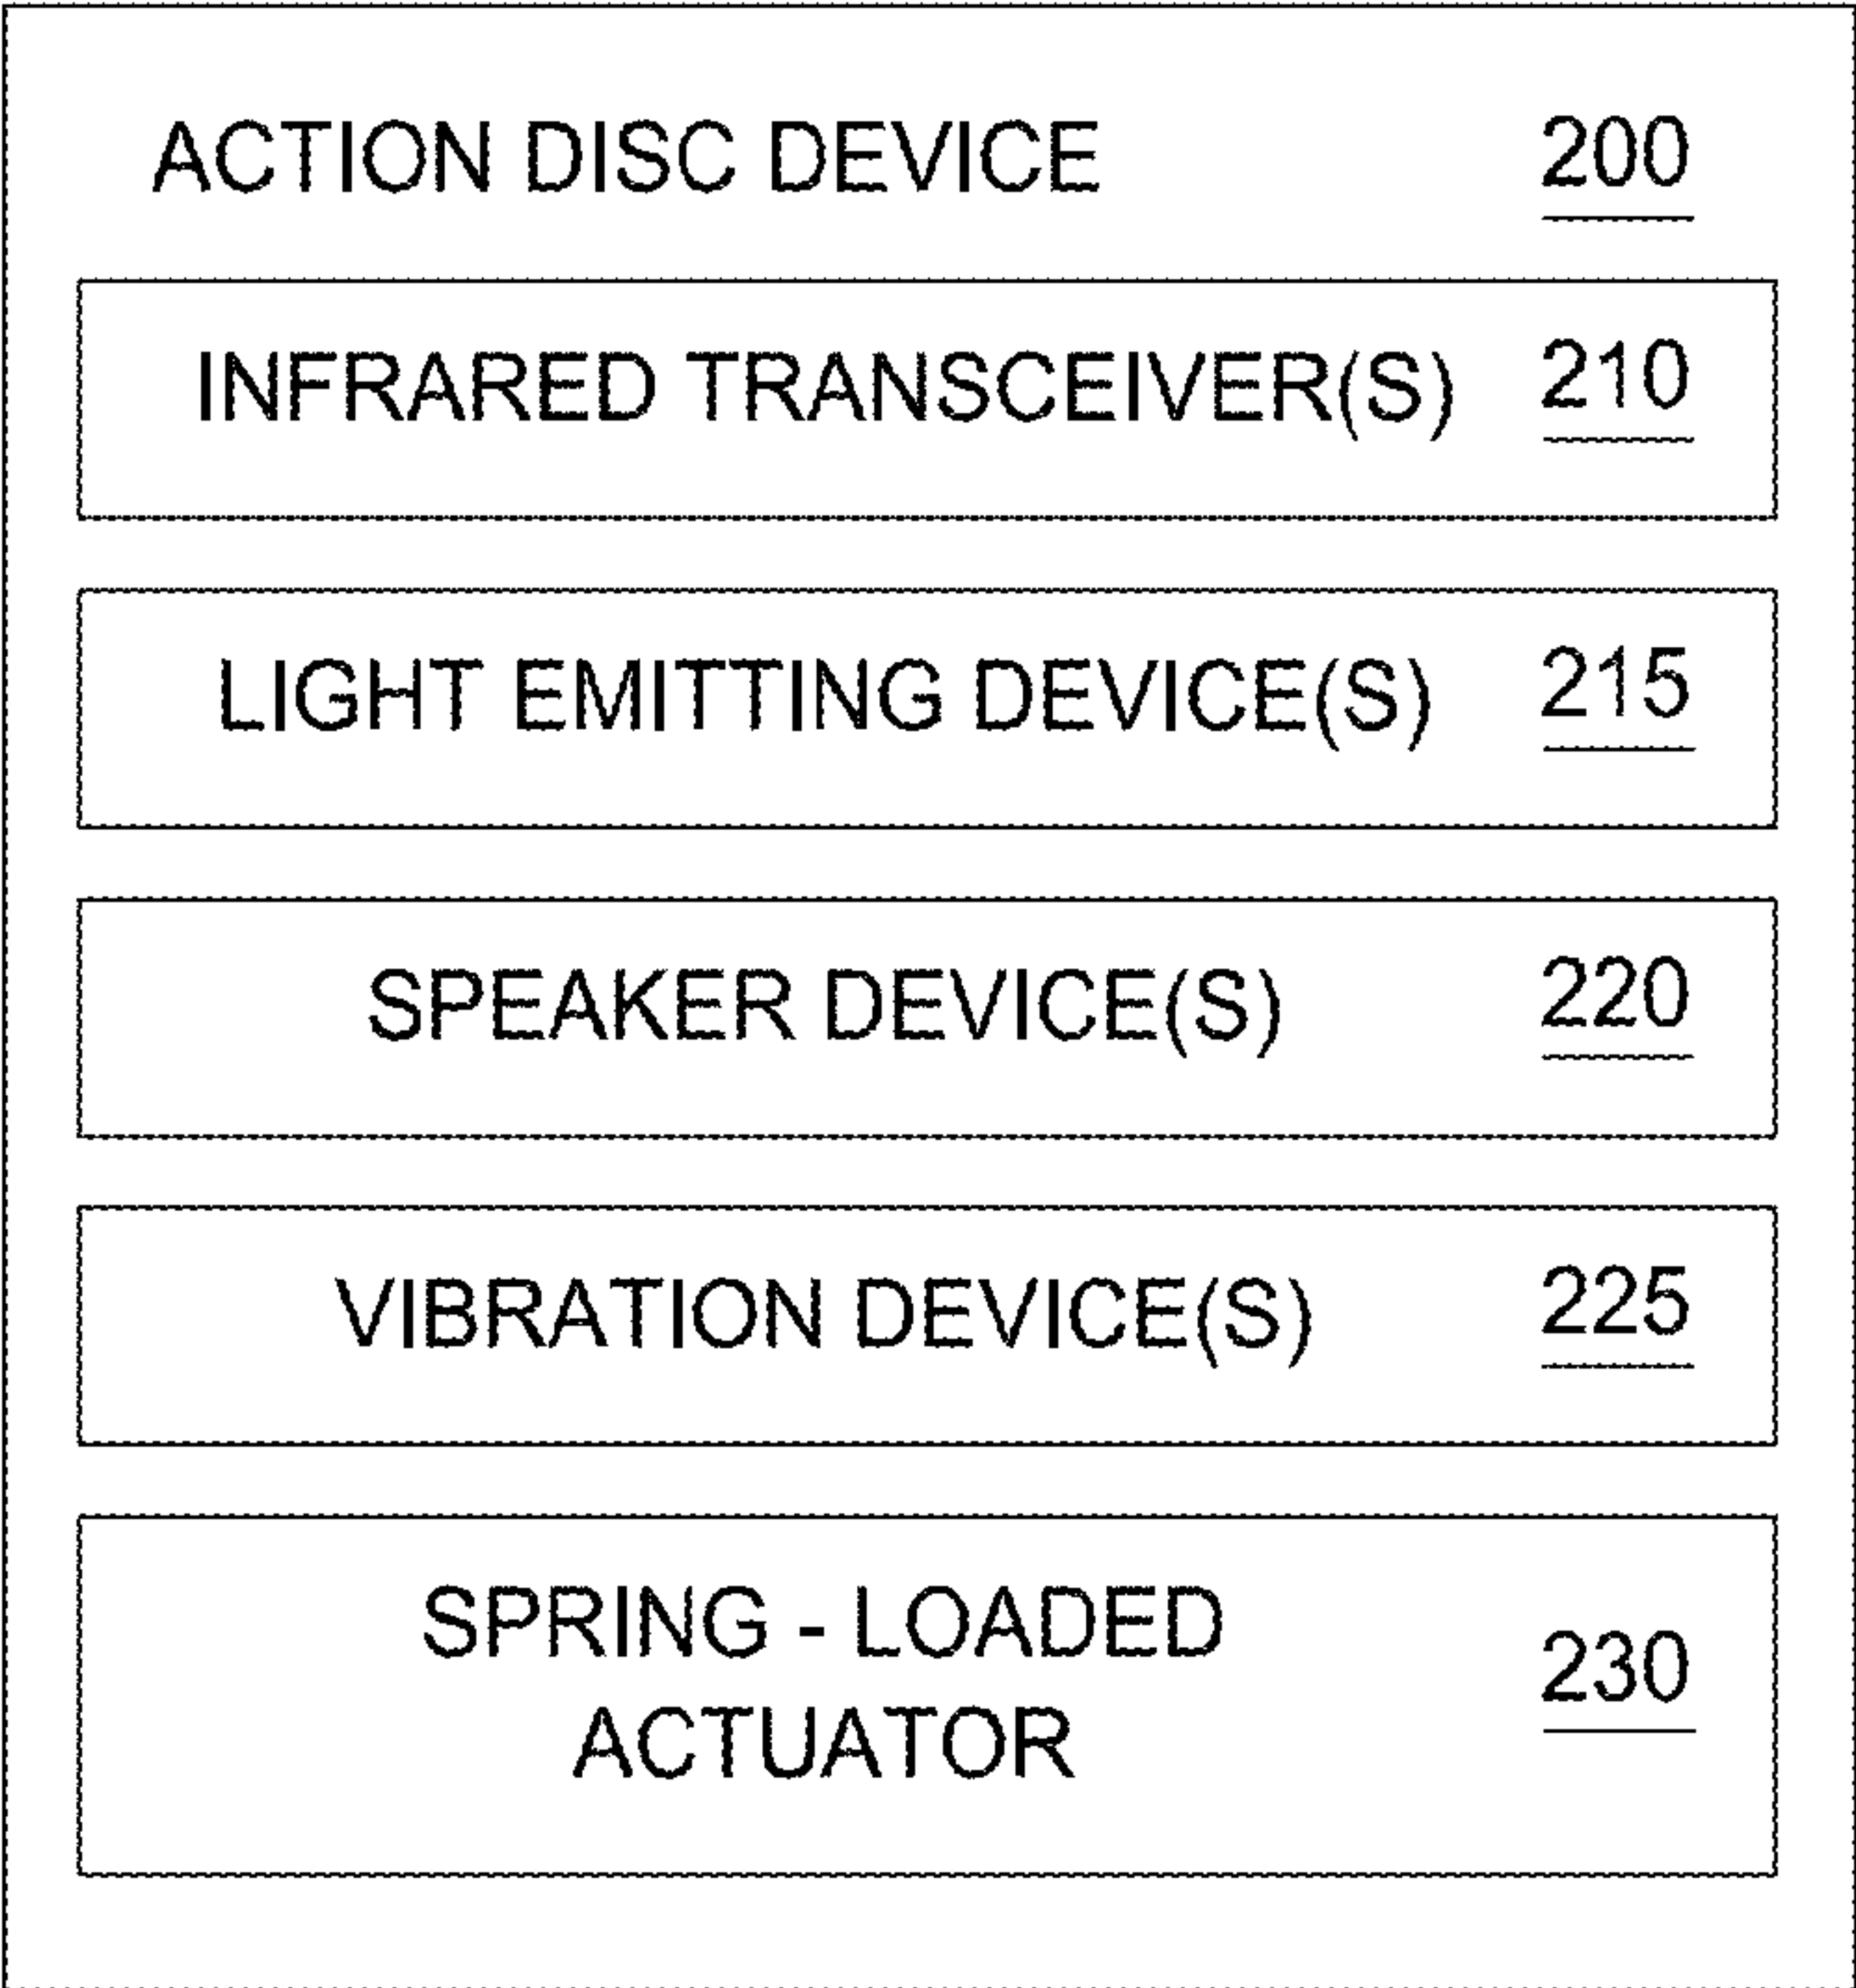 ACTION DISC DEVICE 200
INFRARED TRANSCEIVER(S) 210
LIGHT EMITTING DEVICE(S) 215
SPEAKER DEVICE(S) 220
VIBRATION DEVICE(S) 225
SPRING - LOADED
ACTUATOR
230